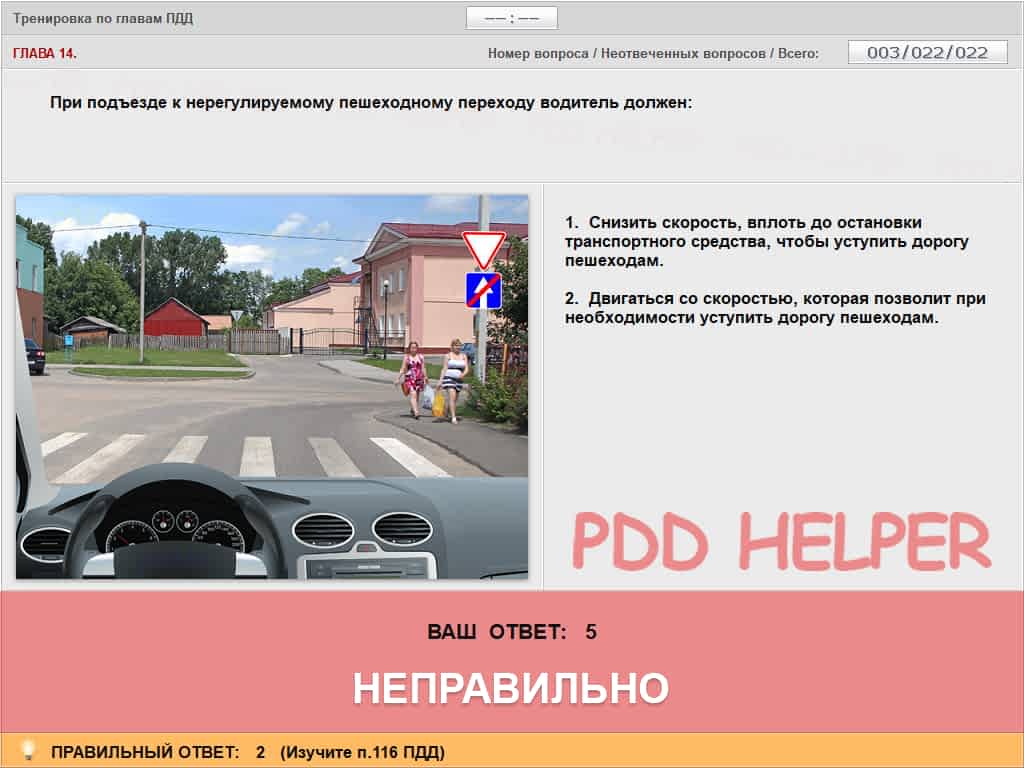 Тренировка по главам ПДД
—— : ——
ГЛАВА 14.
Номер вопроса / Неотвеченных вопросов / Всего:
003/022/022
При подъезде к нерегулируемому пешеходному переходу водитель должен:
1. Снизить скорость, вплоть до остановки
транспортного средства, чтобы уступить дорогу
пешеходам.
2. Двигаться со скоростью, которая позволит при
необходимости уступить дорогу пешеходам.
PDD HELPER
ВАШ ОТВЕТ: 5
НЕПРАВИЛЬНО
ПРАВИЛЬНЫЙ ОТВЕТ: 2 (Изучите п.116 ПДД)